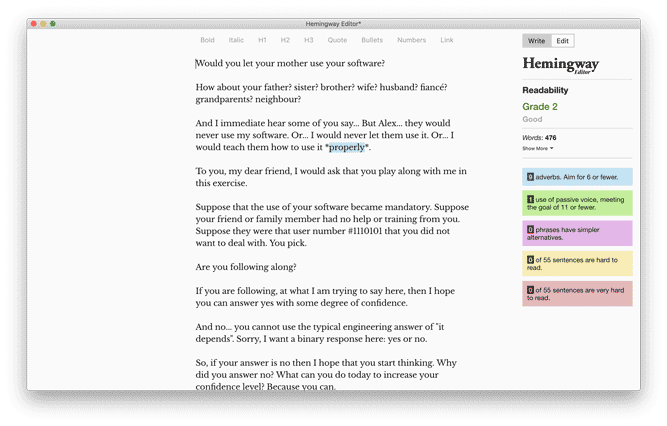 Hemingway Editor*
Bold Italic H1 H2 H3 Quote Bullets Numbers Link
Write Edit
Would you let your mother use your software?
How about your father? sister? brother? wife? husband? fiancé?
grandparents? neighbour?
And I immediate hear some of you say... But Alex... they would
never use my software. Or... I would never let them use it. Or... I
would teach them how to use it *properly*.
To you, my dear friend, I would ask that you play along with me in
this exercise.
Suppose that the use of your software became mandatory. Suppose
your friend or family member had no help or training from you.
Suppose they were that user number #1110101 that you did not
want to deal with. You pick.
Are you following along?
If you are following, at what I am trying to say here, then I hope
you can answer yes with some degree of confidence.
And no... you cannot use the typical engineering answer of "it
depends". Sorry, I want a binary response here: yes or no.
So, if your answer is no then I hope that you start thinking. Why
did you answer no? What can you do today to increase your
confidence level? Because you can.
Hemingway
Editor
Readability
Grade 2
Good
Words: 476
Show More
adverbs. Aim for 6 or fewer.
1 use of passive voice, meeting
the goal of 11 or fewer.
0 phrases have simpler
alternatives.
0 of 55 sentences are hard to
read.
0 of 55 sentences are very hard
to read.